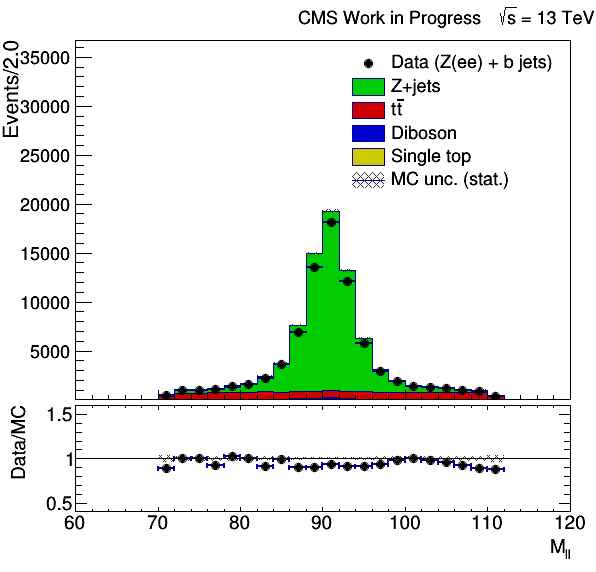 CMS Work in Progress √s = 13 TeV
Events/2.0
35000
30000
25000
20000
15000
10000
5000
Data (Z(ee) + b jets)
Z+jets
tt̄
Diboson
Single top
MC unc. (stat.)
Data/MC
1.5
1
0.5
60 70 80 90 100 110 120
M_ll